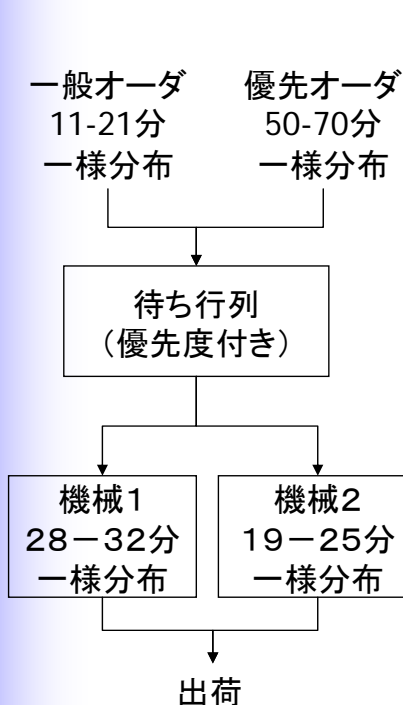 一般オーダ
11-21分
一様分布
優先オーダ
50-70分
一様分布
待ち行列
（優先度付き）
機械１
２８－３２分
一様分布
機械２
１９－２５分
一様分布
出荷